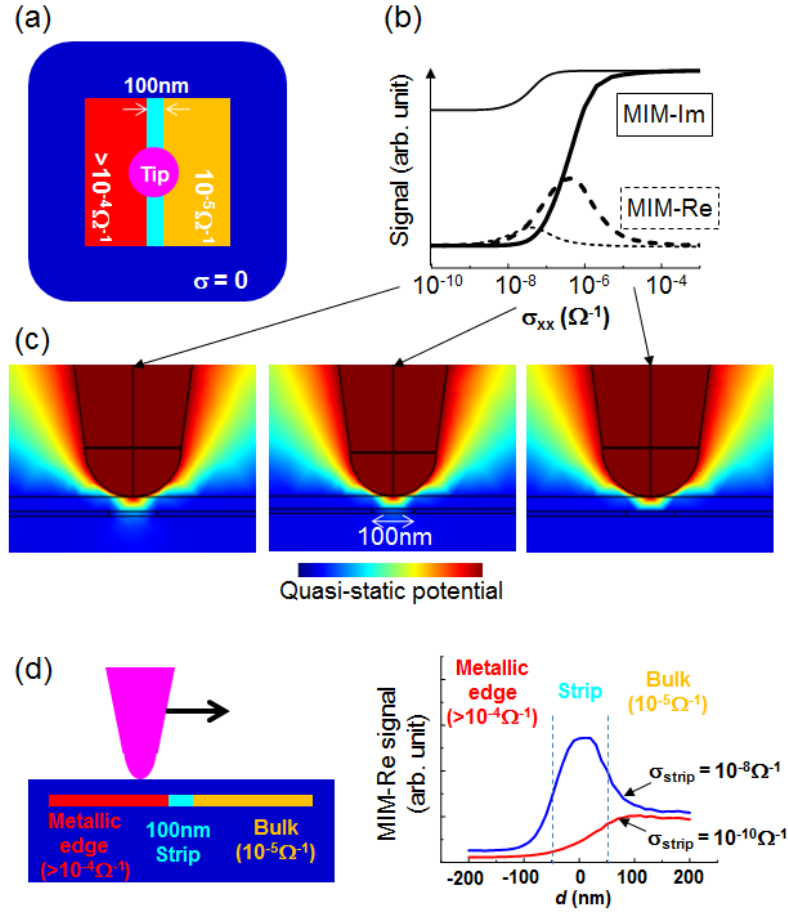 (a)
100nm
>10⁻⁴Ω⁻¹
Tip
10⁻⁵Ω⁻¹
σ = 0
(b)
Signal (arb. unit)
MIM-Im
MIM-Re
10⁻¹⁰ 10⁻⁸ 10⁻⁶ 10⁻⁴
σxx (Ω⁻¹)
(c)
100nm
Quasi-static potential
(d)
Metallic
edge
(>10⁻⁴Ω⁻¹)
100nm
Strip
Bulk
(10⁻⁵Ω⁻¹)
MIM-Re signal
(arb. unit)
Metallic
edge
(>10⁻⁴Ω⁻¹)
Strip
Bulk
(10⁻⁵Ω⁻¹)
σstrip = 10⁻⁸Ω⁻¹
σstrip = 10⁻¹⁰Ω⁻¹
-200 -100 0 100 200
d (nm)